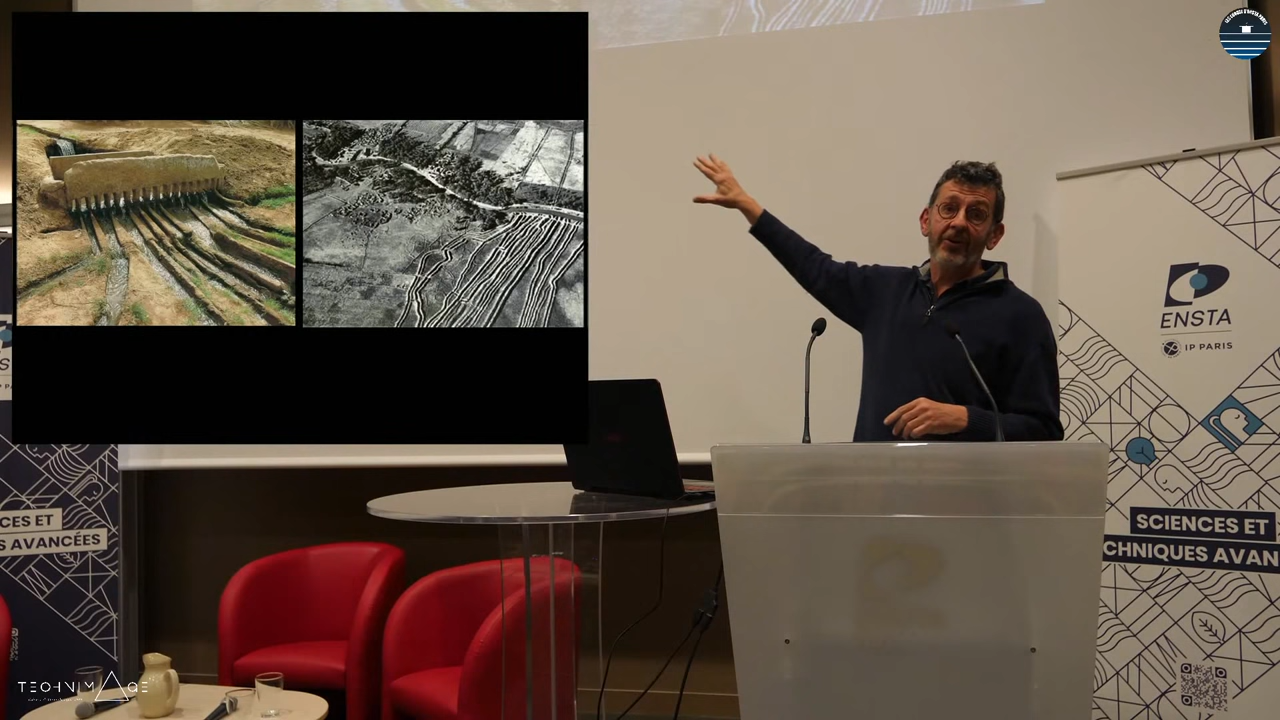 ENSTA
IP PARIS
SCIENCES ET
CHNIQUES AVAN
CES ET
S AVANCÉES
TECHNIMAGE